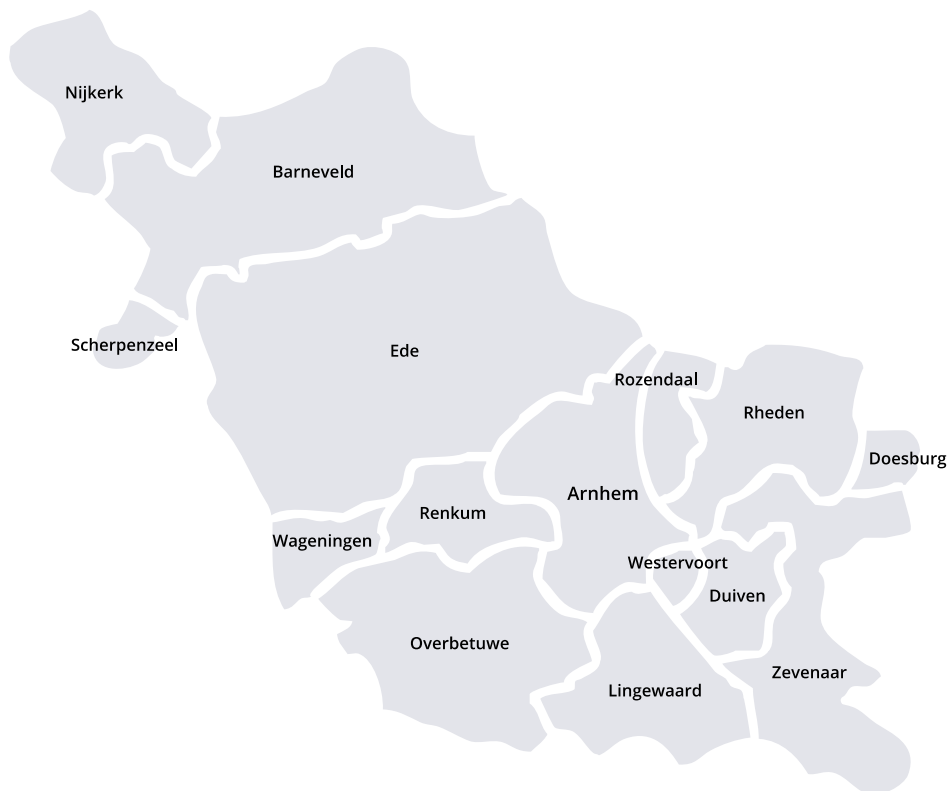 Nijkerk
Barneveld
Scherpenzeel
Ede
Rozendaal
Rheden
Doesburg
Arnhem
Renkum
Wageningen
Westervoort
Duiven
Overbetuwe
Zevenaar
Lingewaard